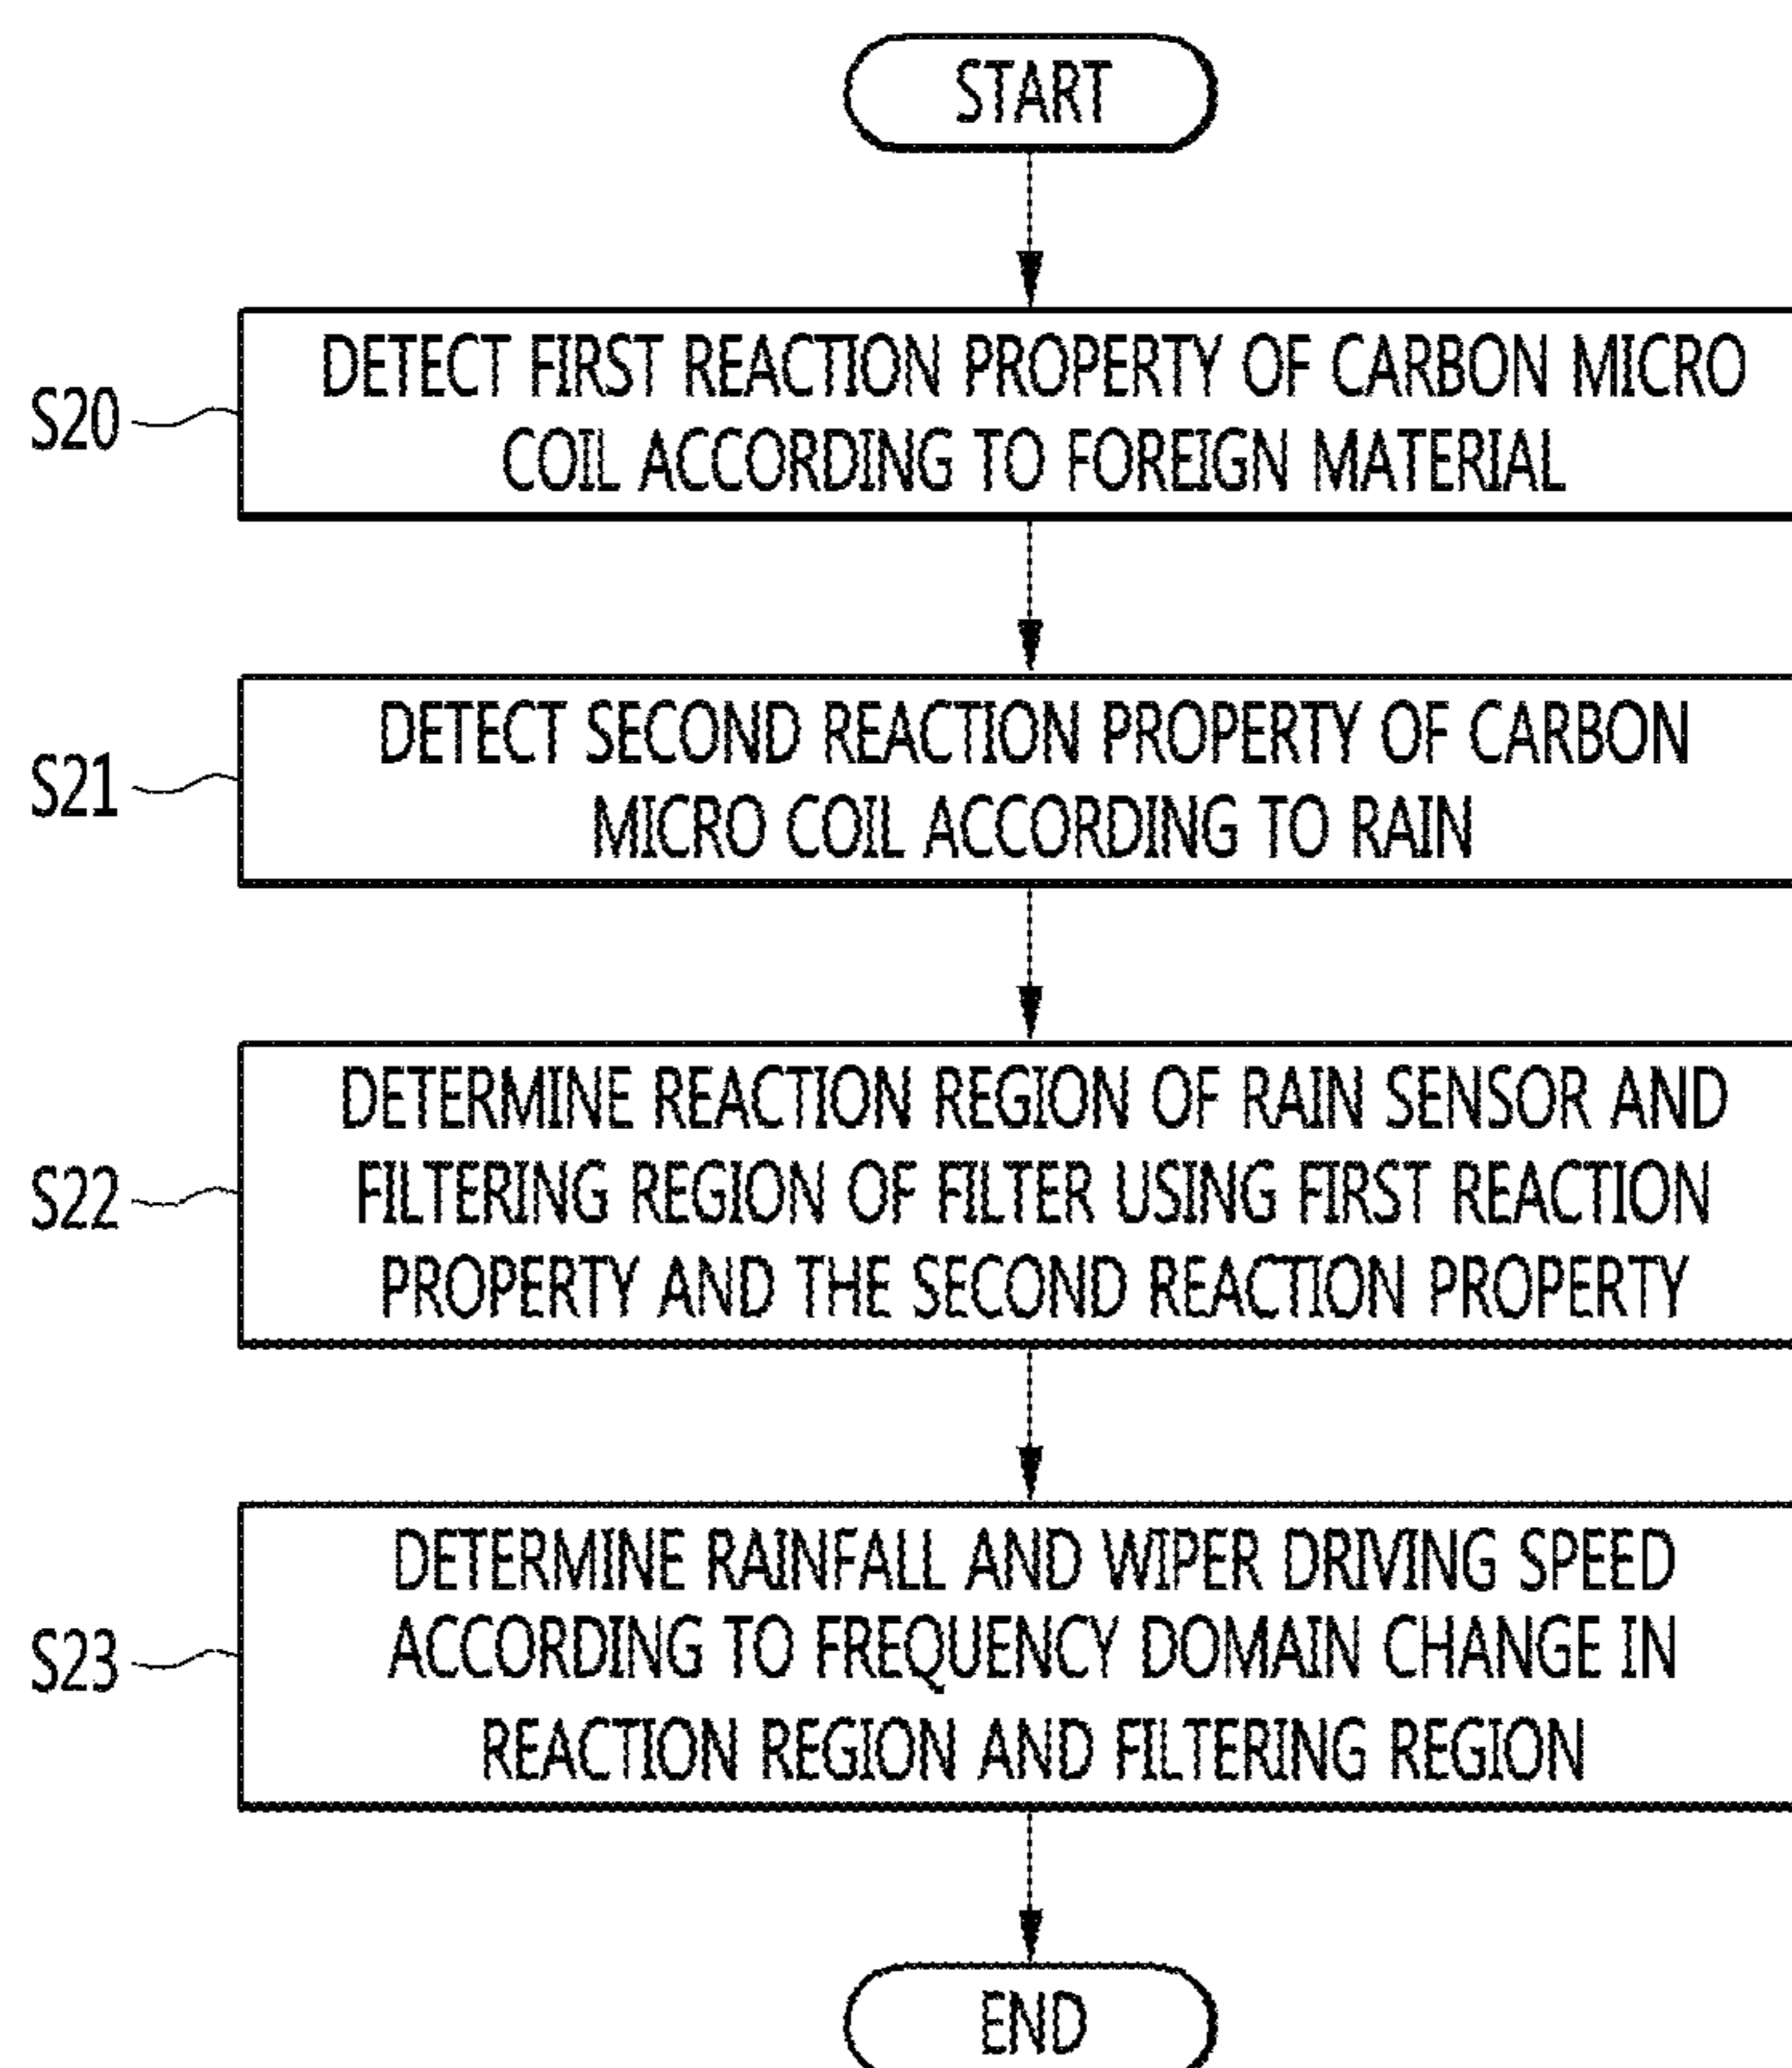 START
S20
DETECT FIRST REACTION PROPERTY OF CARBON MICRO
COIL ACCORDING TO FOREIGN MATERIAL
S21
DETECT SECOND REACTION PROPERTY OF CARBON
MICRO COIL ACCORDING TO RAIN
S22
DETERMINE REACTION REGION OF RAIN SENSOR AND
FILTERING REGION OF FILTER USING FIRST REACTION
PROPERTY AND THE SECOND REACTION PROPERTY
S23
DETERMINE RAINFALL AND WIPER DRIVING SPEED
ACCORDING TO FREQUENCY DOMAIN CHANGE IN
REACTION REGION AND FILTERING REGION
END